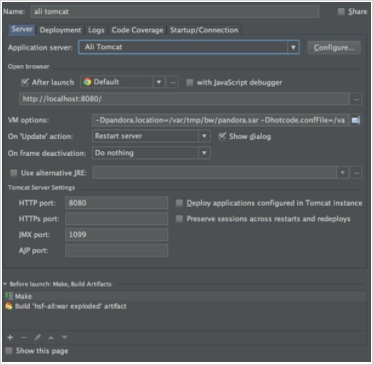 Name: ali tomcat Share
Server Deployment Logs Code Coverage Startup/Connection
Application server: Ali Tomcat Configure...
Open browser
After launch Default ... with JavaScript debugger
http://localhost:8080/ ...
VM options: -Dpandora.location=/var/tmp/bw/pandora.sar -Dhotcode.confFile=/va
On 'Update' action: Restart server Show dialog
On frame deactivation: Do nothing
Use alternative JRE: ...
Tomcat Server Settings
HTTP port: 8080 Deploy applications configured in Tomcat instance
HTTPs port: Preserve sessions across restarts and redeploys
JMX port: 1099
AJP port:
Before launch: Make, Build Artifacts
Make
Build 'hsf-all:war exploded' artifact
Show this page